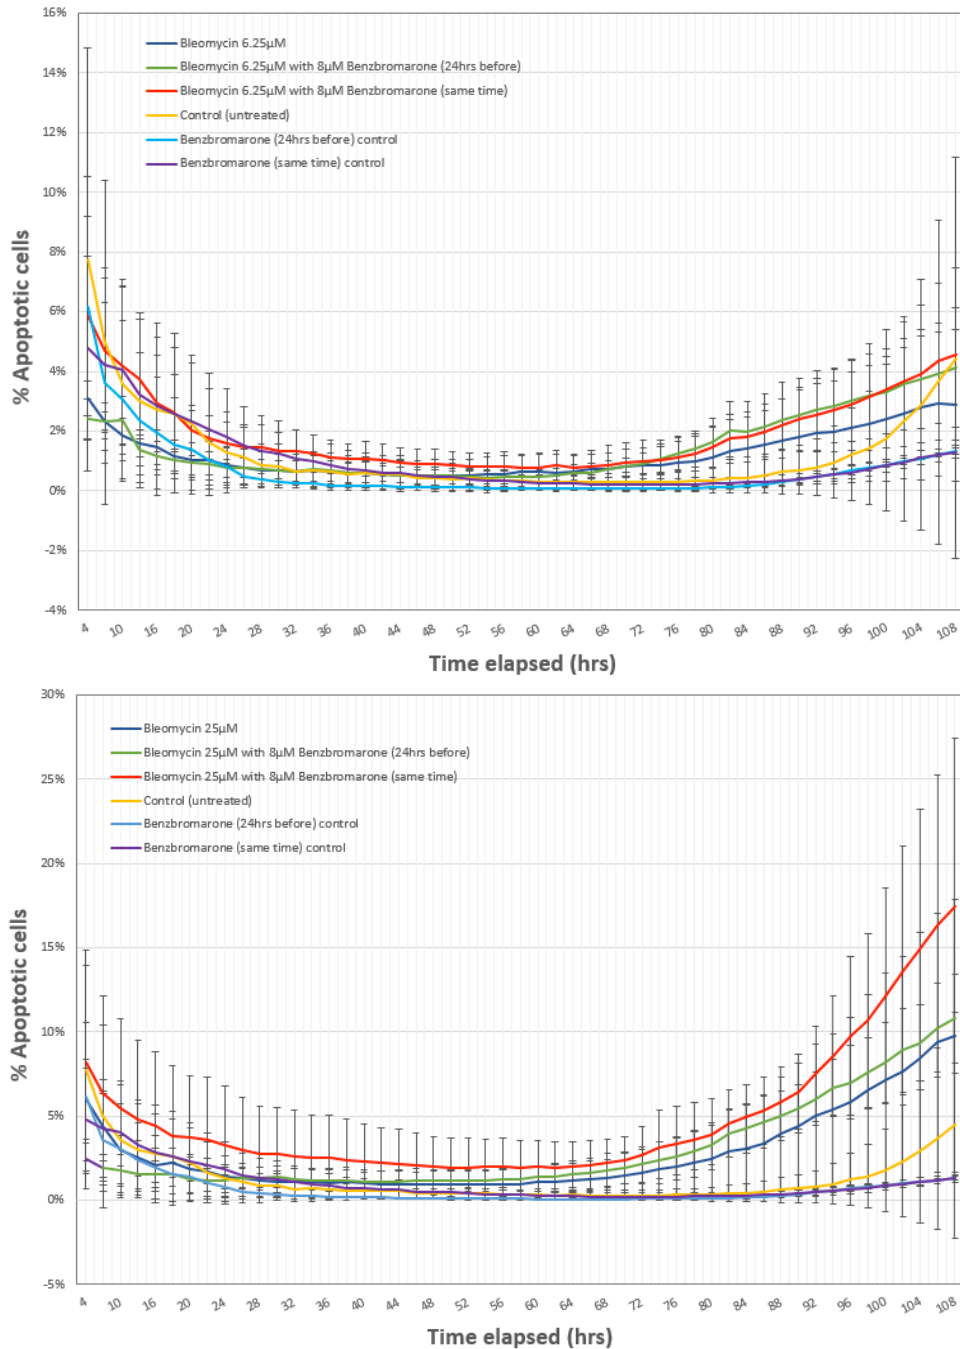 16%
14%
12%
10%
8%
6%
4%
2%
0%
-2%
-4%
% Apoptotic cells
Bleomycin 6.25µM
Bleomycin 6.25µM with 8µM Benzbromarone (24hrs before)
Bleomycin 6.25µM with 8µM Benzbromarone (same time)
Control (untreated)
Benzbromarone (24hrs before) control
Benzbromarone (same time) control
4 10 16 20 24 28 32 36 40 44 48 52 56 60 64 68 72 76 80 84 88 92 96 100 104 108
Time elapsed (hrs)
30%
25%
20%
15%
10%
5%
0%
-5%
% Apoptotic cells
Bleomycin 25µM
Bleomycin 25µM with 8µM Benzbromarone (24hrs before)
Bleomycin 25µM with 8µM Benzbromarone (same time)
Control (untreated)
Benzbromarone (24hrs before) control
Benzbromarone (same time) control
4 10 16 20 24 28 32 36 40 44 48 52 56 60 64 68 72 76 80 84 88 92 96 100 104 108
Time elapsed (hrs)